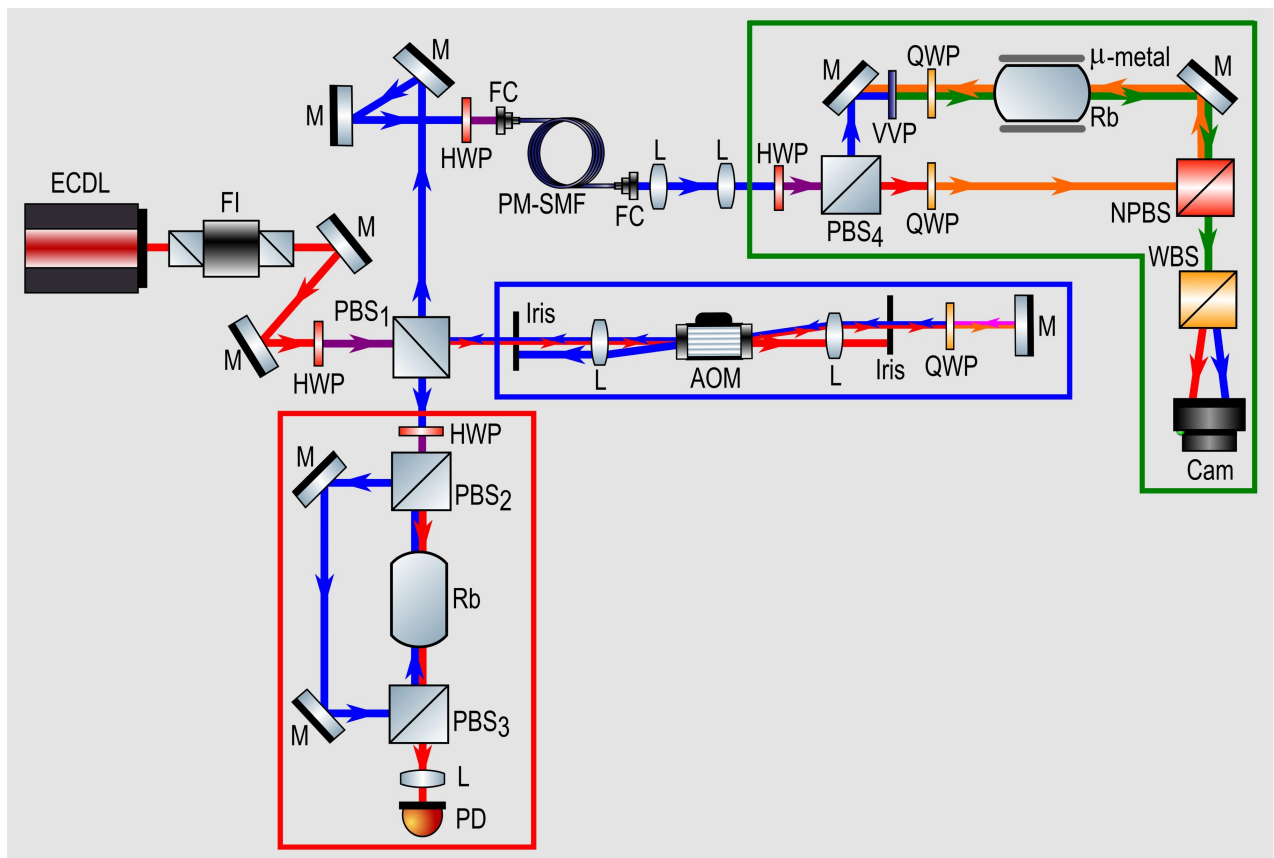 M
QWP
μ-metal
M
M
FC
VVP
Rb
M
HWP
L
L
HWP
ECDL
FI
PM-SMF
FC
PBS4
QWP
NPBS
M
WBS
PBS1
Iris
M
M
HWP
L
AOM
L
Iris
QWP
HWP
M
PBS2
Cam
Rb
M
PBS3
L
PD